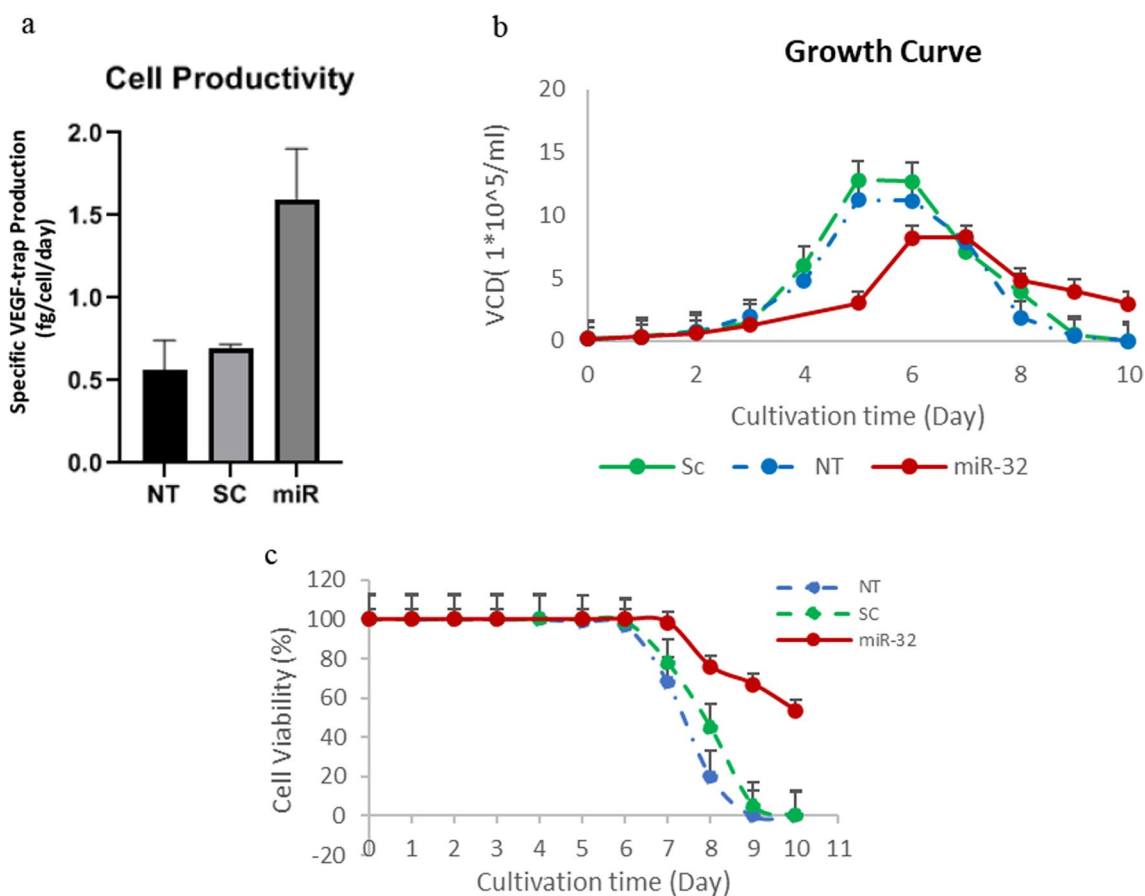 a
Cell Productivity
Specific VEGF-trap Production
(fg/cell/day)
2.0
1.5
1.0
0.5
0.0
NT SC miR
b
Growth Curve
VCD( 1*10^5/ml)
20
15
10
5
0
0 2 4 6 8 10
Cultivation time (Day)
Sc NT miR-32
c
Cell Viability (%)
120
100
80
60
40
20
0
-20
0 1 2 3 4 5 6 7 8 9 10 11
Cultivation time (Day)
NT
SC
miR-32